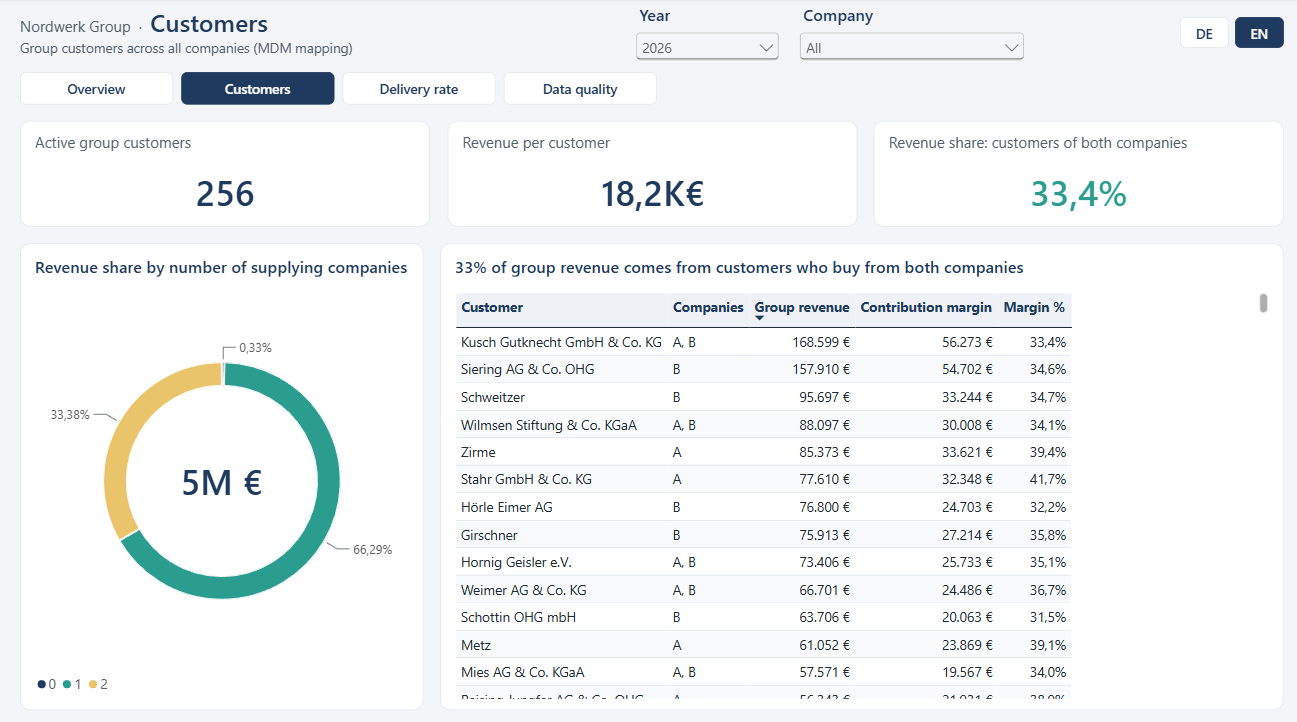 Nordwerk Group · Customers
Group customers across all companies (MDM mapping)
Year
2026
Company
All
DE
EN
Overview
Customers
Delivery rate
Data quality
Active group customers
256
Revenue per customer
18,2K€
Revenue share: customers of both companies
33,4%
Revenue share by number of supplying companies
0,33%
33,38%
5M €
66,29%
0 1 2
33% of group revenue comes from customers who buy from both companies
Customer Companies Group revenue Contribution margin Margin %
Kusch Gutknecht GmbH & Co. KG A, B 168.599 € 56.273 € 33,4%
Siering AG & Co. OHG B 157.910 € 54.702 € 34,6%
Schweitzer B 95.697 € 33.244 € 34,7%
Wilmsen Stiftung & Co. KGaA A, B 88.097 € 30.008 € 34,1%
Zirme A 85.373 € 33.621 € 39,4%
Stahr GmbH & Co. KG A 77.610 € 32.348 € 41,7%
Hörle Eimer AG B 76.800 € 24.703 € 32,2%
Girschner B 75.913 € 27.214 € 35,8%
Hornig Geisler e.V. A, B 73.406 € 25.733 € 35,1%
Weimer AG & Co. KG A, B 66.701 € 24.486 € 36,7%
Schottin OHG mbH B 63.706 € 20.063 € 31,5%
Metz A 61.052 € 23.869 € 39,1%
Mies AG & Co. KGaA A, B 57.571 € 19.567 € 34,0%